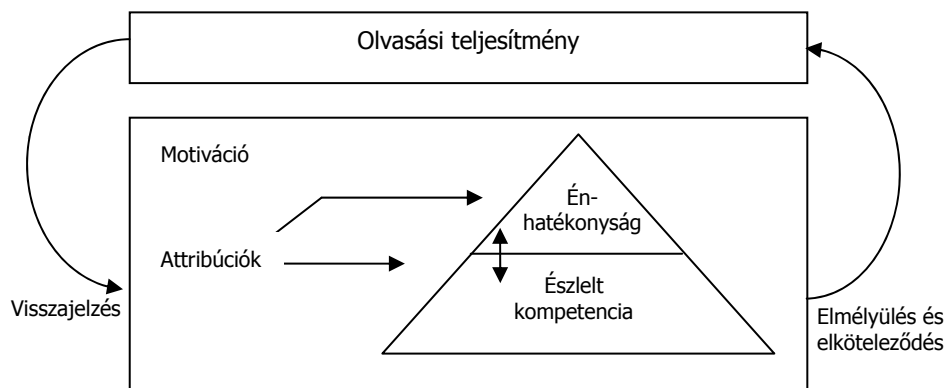 Olvasási teljesítmény
Motiváció
Én-
hatékonyság
Attribúciók
Észlelt
kompetencia
Visszajelzés
Elmélyülés és
elköteleződés